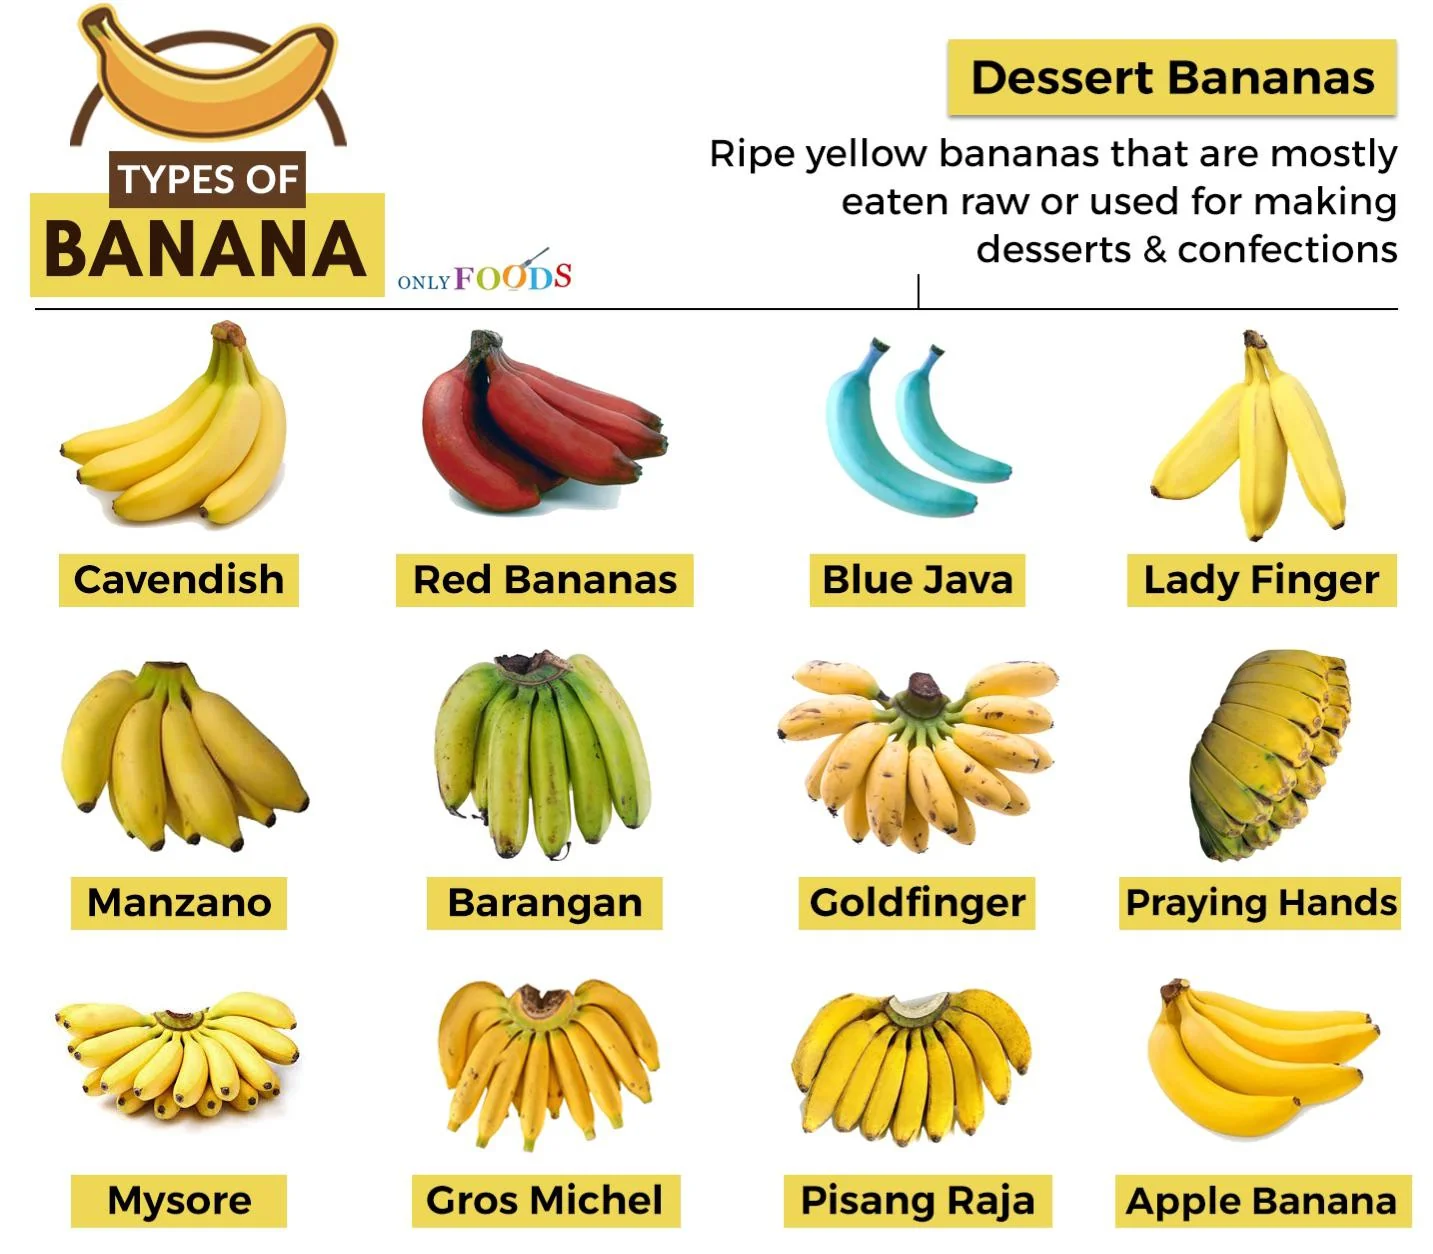 TYPES OF
BANANA
ONLY FOODS
Dessert Bananas
Ripe yellow bananas that are mostly
eaten raw or used for making
desserts & confections
Cavendish
Red Bananas
Blue Java
Lady Finger
Manzano
Barangan
Goldfinger
Praying Hands
Mysore
Gros Michel
Pisang Raja
Apple Banana